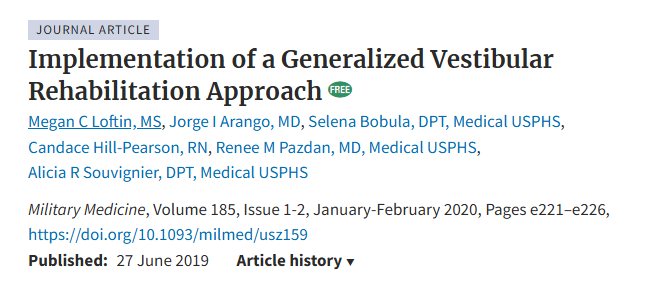 JOURNAL ARTICLE
Implementation of a Generalized Vestibular
Rehabilitation Approach FREE
Megan C Loftin, MS, Jorge I Arango, MD, Selena Bobula, DPT, Medical USPHS,
Candace Hill-Pearson, RN, Renee M Pazdan, MD, Medical USPHS,
Alicia R Souvignier, DPT, Medical USPHS
Military Medicine, Volume 185, Issue 1-2, January-February 2020, Pages e221–e226,
https://doi.org/10.1093/milmed/usz159
Published: 27 June 2019 Article history ▾